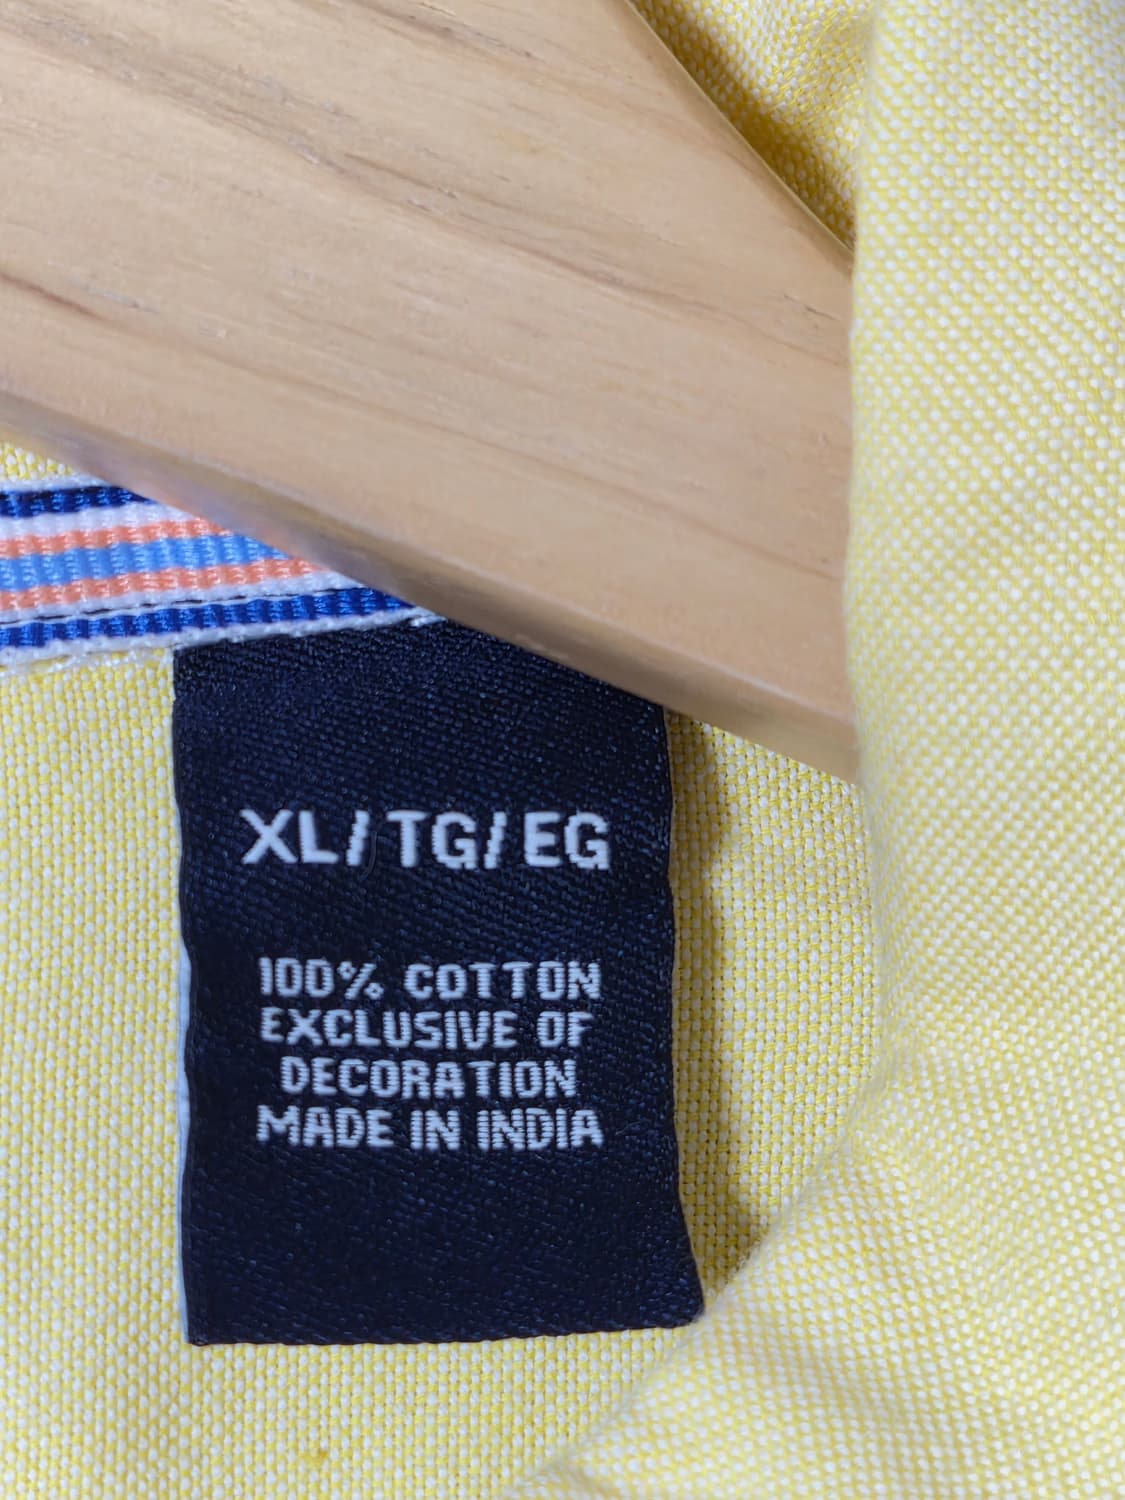 XL/TG/EG
100% COTTON
EXCLUSIVE OF
DECORATION
MADE IN INDIA